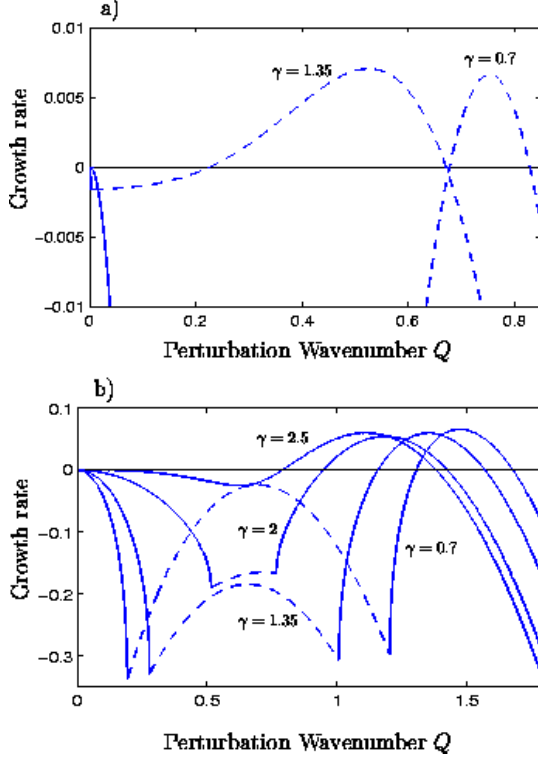 a)
0.01
0.005
0
−0.005
−0.01
Growth rate
γ = 1.35
γ = 0.7
0 0.2 0.4 0.6 0.8
Perturbation Wavenumber Q
b)
0.1
0
−0.1
−0.2
−0.3
Growth rate
γ = 2.5
γ = 2
γ = 0.7
γ = 1.35
0 0.5 1 1.5
Perturbation Wavenumber Q